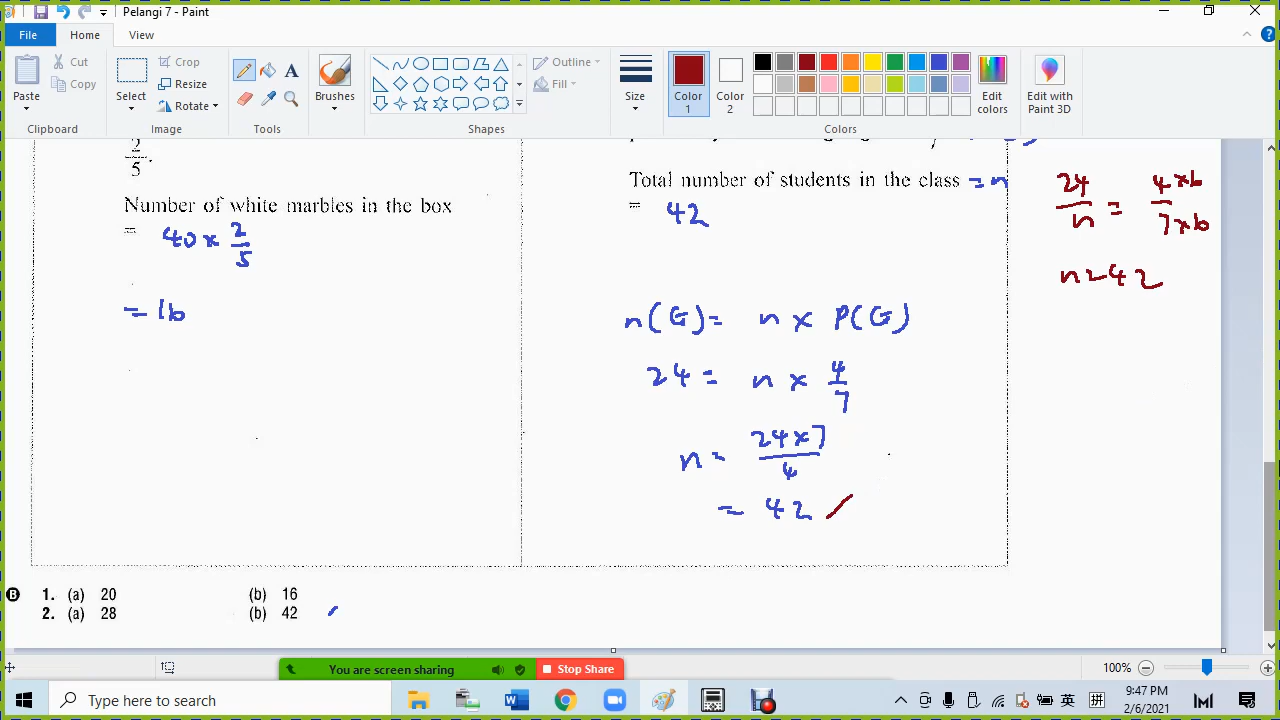 Pelangi 7 - Paint
File Home View
Paste
Cut
Copy
Clipboard
Select
Crop
Resize
Rotate
Image
A
Tools
Brushes
Shapes
Outline
Fill
Size
Color 1
Color 2
Colors
Edit colors
Edit with Paint 3D
2/5.
Number of white marbles in the box
= 40 × 2/5
= 16
Total number of students in the class = n
= 42
n(G) = n × P(G)
24 = n × 4/7
n = 24×7/4
= 42
24/n = 4×6/7×6
n = 42
B 1. (a) 20 (b) 16
2. (a) 28 (b) 42
You are screen sharing Stop Share
100%
Type here to search
英 拼
9:47 PM
2/6/2021